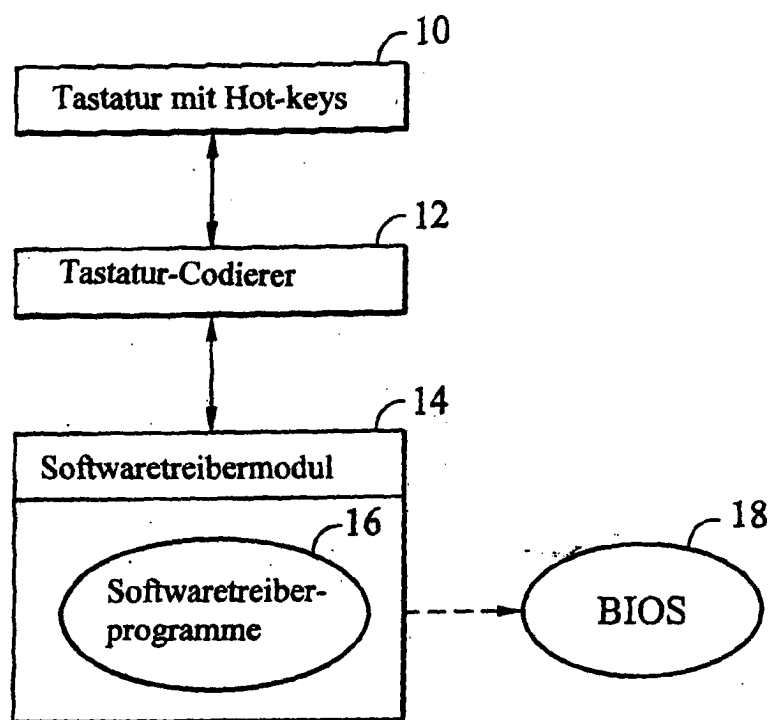 10
Tastatur mit Hot-keys
12
Tastatur-Codierer
14
Softwaretreibermodul
16
Softwaretreiber-
programme
18
BIOS